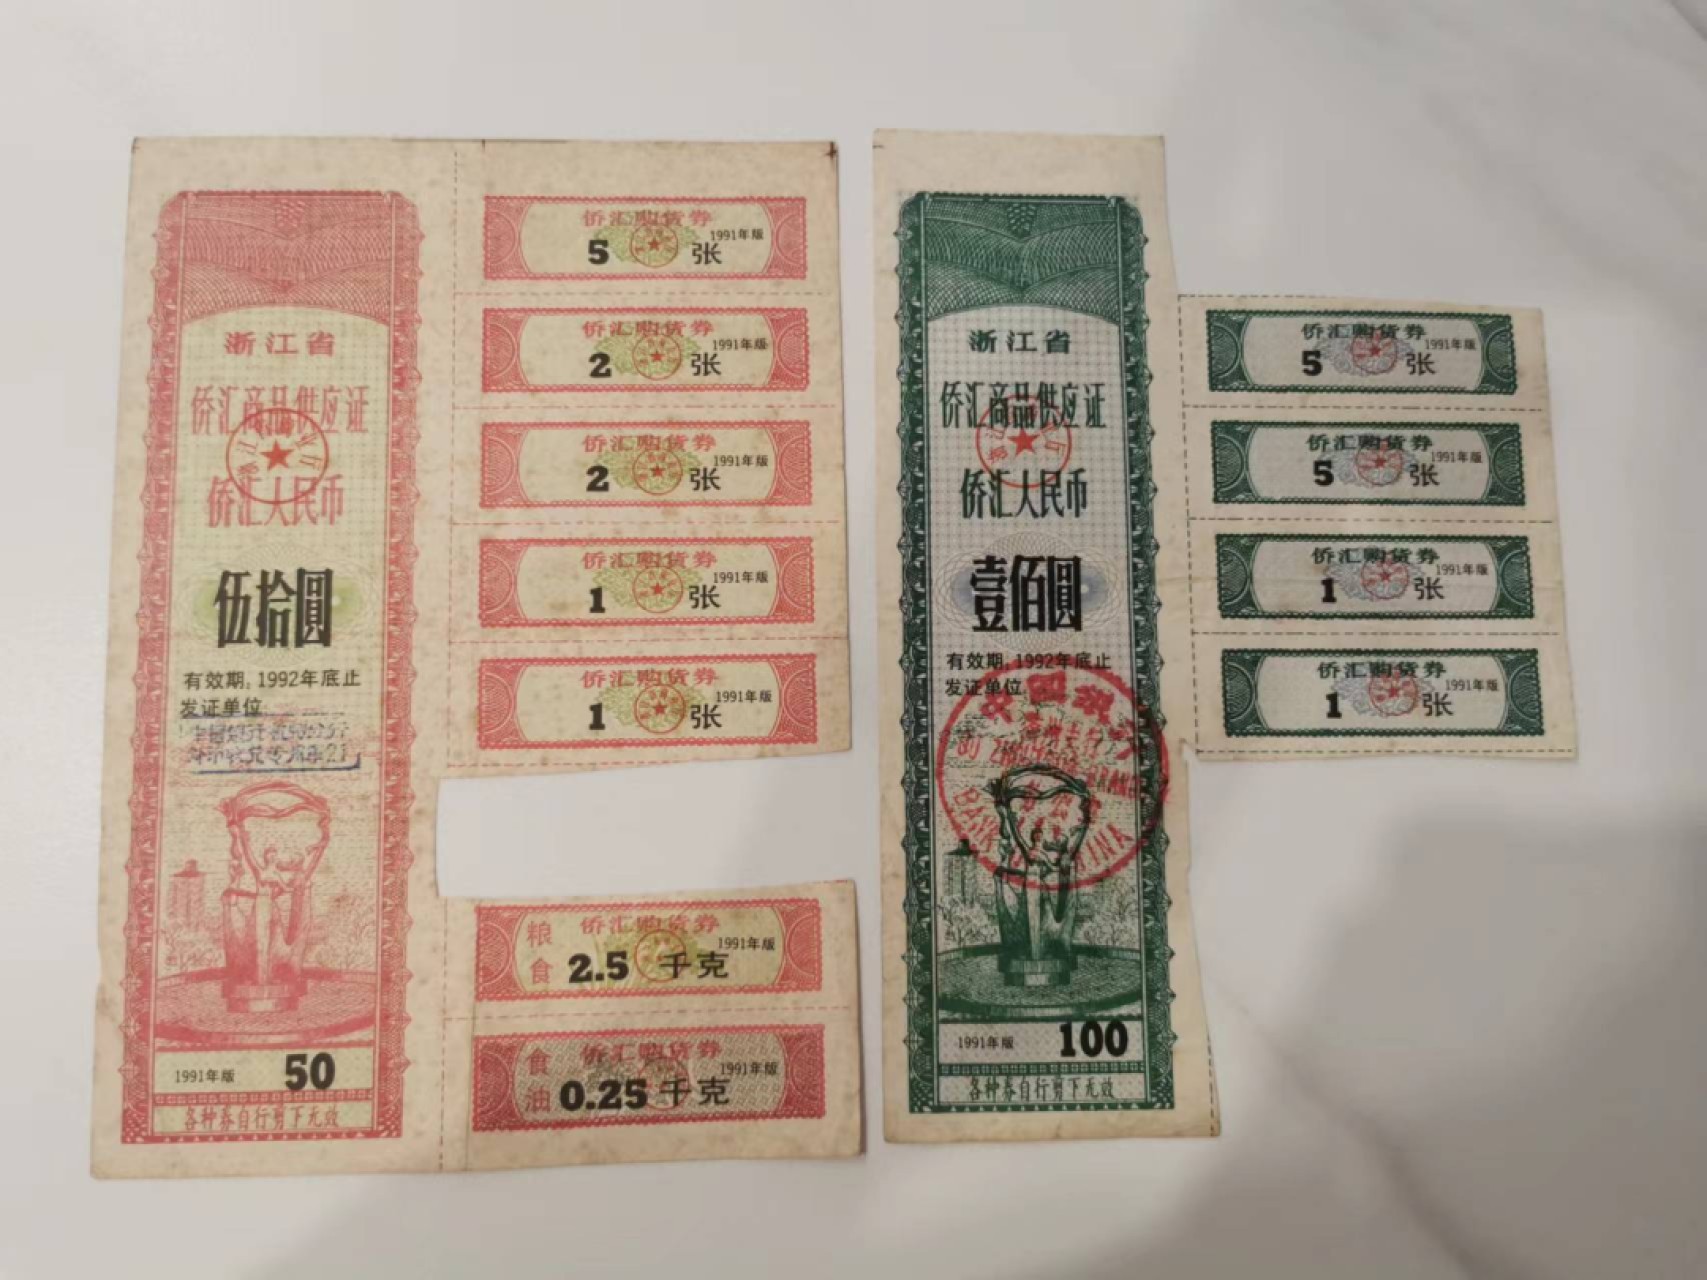 浙江省
侨汇商品供应证
侨汇人民币
伍拾圆
有效期:1992年底止
发证单位:
1991年版
50
各种券自行剪下无效
侨汇购货券
1991年版
5 张
侨汇购货券
1991年版
2 张
侨汇购货券
1991年版
2 张
侨汇购货券
1991年版
1 张
侨汇购货券
1991年版
1 张
粮食
侨汇购货券
1991年版
2.5 千克
食油
侨汇购货券
1991年版
0.25 千克
浙江省
侨汇商品供应证
侨汇人民币
壹佰圆
有效期:1992年底止
发证单位
中国银行
BANK OF CHINA
1991年版
100
各种券自行剪下无效
侨汇购货券
1991年版
5 张
侨汇购货券
1991年版
5 张
侨汇购货券
1991年版
1 张
侨汇购货券
1991年版
1 张